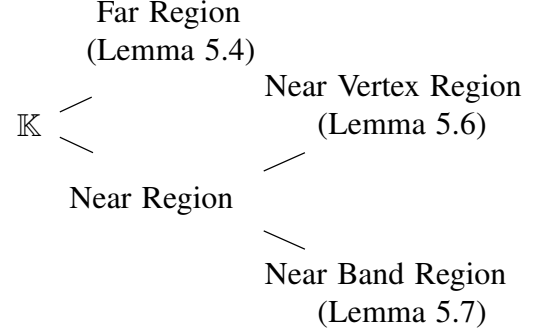 Far Region
(Lemma 5.4)
Near Vertex Region
(Lemma 5.6)
𝕂
Near Region
Near Band Region
(Lemma 5.7)